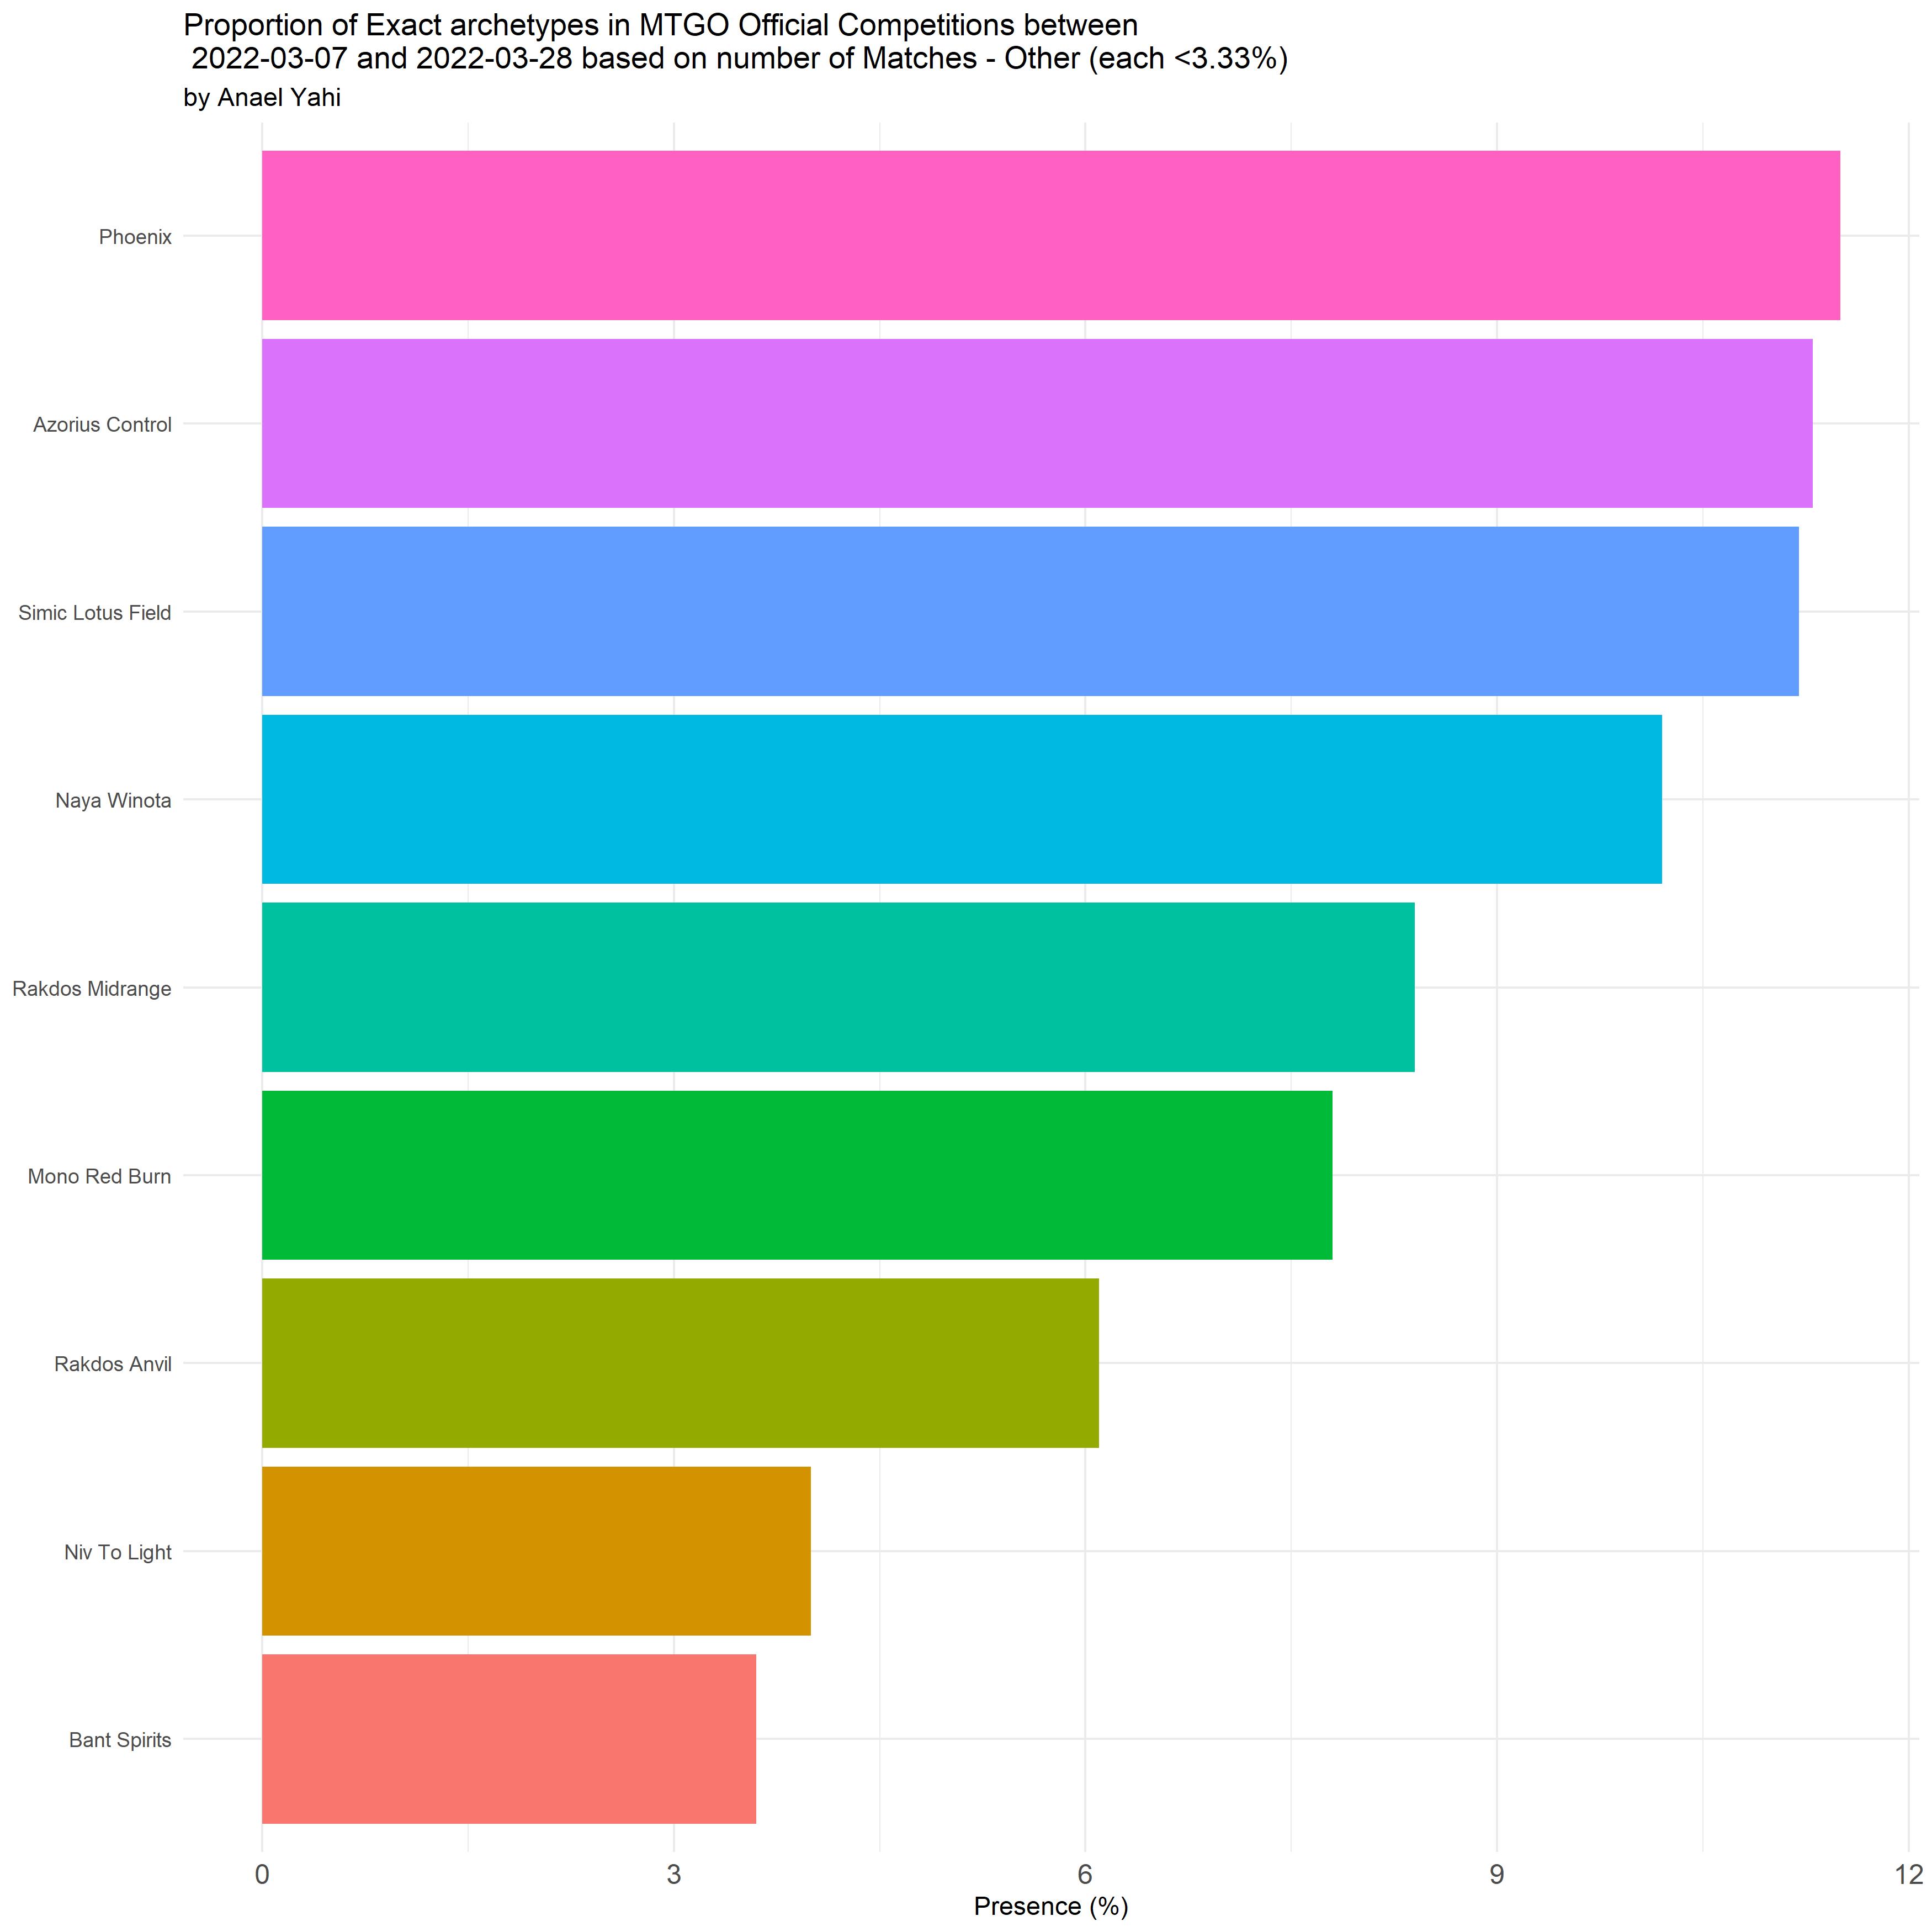 Proportion of Exact archetypes in MTGO Official Competitions between
2022-03-07 and 2022-03-28 based on number of Matches - Other (each <3.33%)
by Anael Yahi
Phoenix
Azorius Control
Simic Lotus Field
Naya Winota
Rakdos Midrange
Mono Red Burn
Rakdos Anvil
Niv To Light
Bant Spirits
0 3 6 9 12
Presence (%)